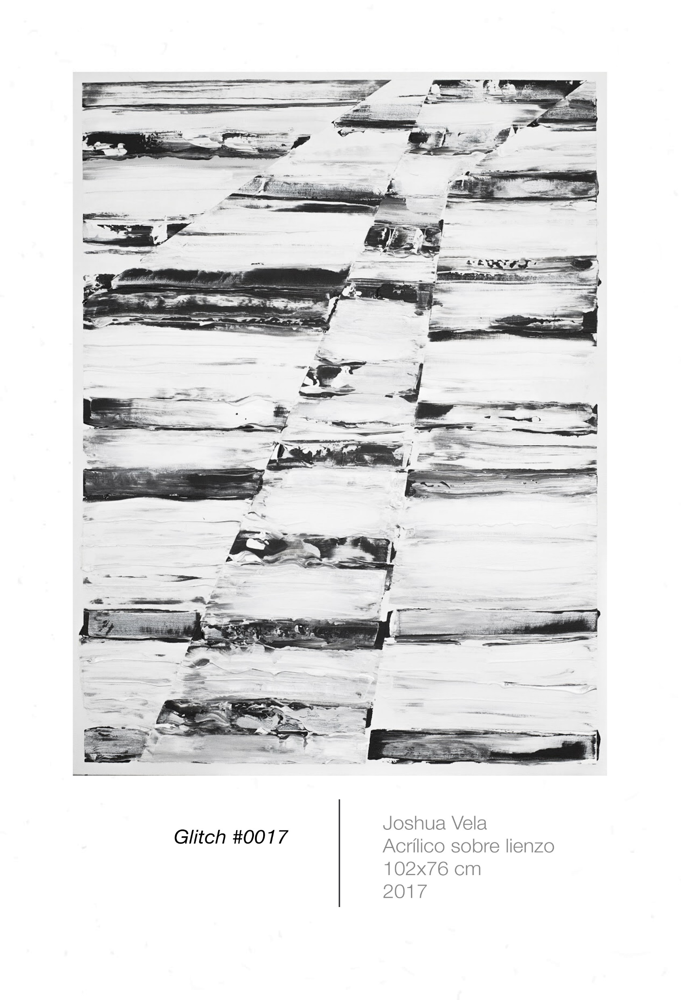 Glitch #0017
Joshua Vela
Acrílico sobre lienzo
102x76 cm
2017